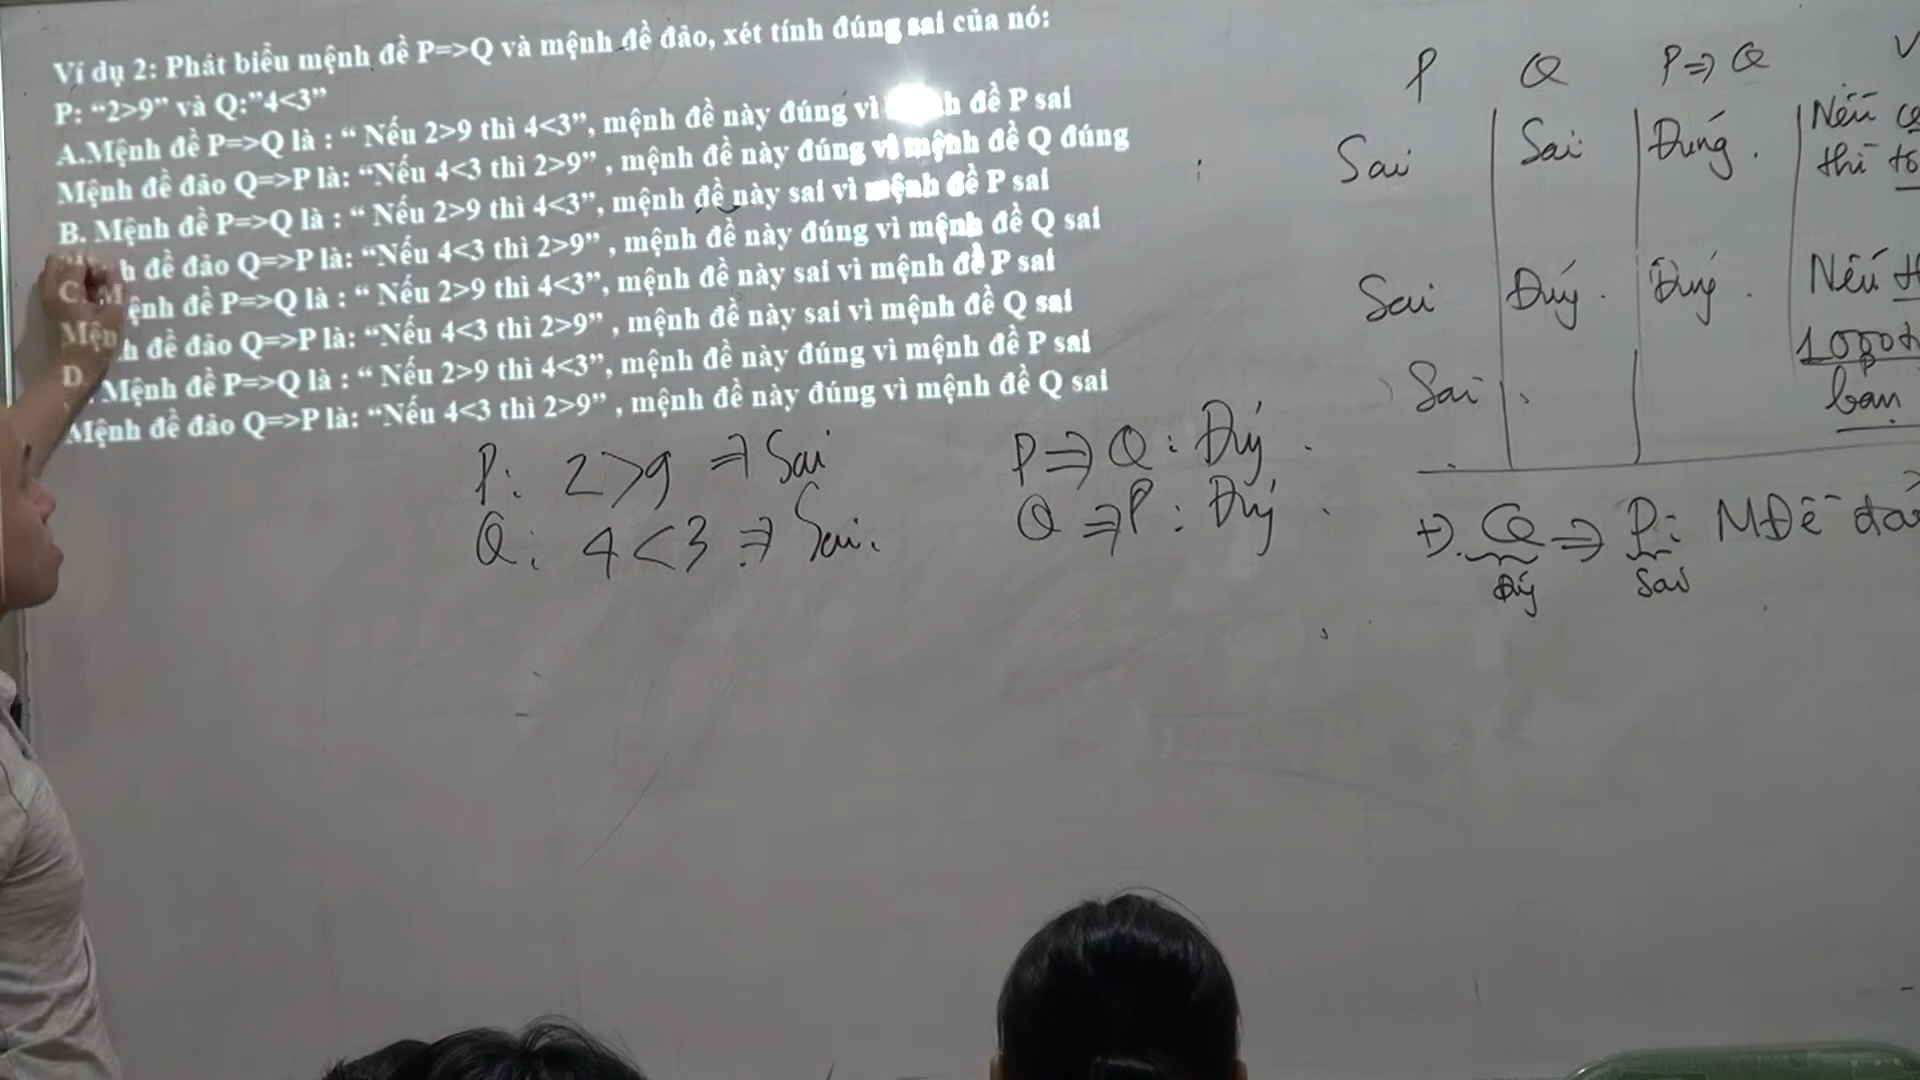 Ví dụ 2: Phát biểu mệnh đề P=>Q và mệnh đề đảo, xét tính đúng sai của nó:
P: “2>9” và Q:”4<3”
A.Mệnh đề P=>Q là : “ Nếu 2>9 thì 4<3”, mệnh đề này đúng vì mệnh đề P sai
Mệnh đề đảo Q=>P là: “Nếu 4<3 thì 2>9” , mệnh đề này đúng vì mệnh đề Q đúng
B. Mệnh đề P=>Q là : “ Nếu 2>9 thì 4<3”, mệnh đề này sai vì mệnh đề P sai
đề đảo Q=>P là: “Nếu 4<3 thì 2>9” , mệnh đề này đúng vì mệnh đề Q sai
C. Mệnh đề P=>Q là : “ Nếu 2>9 thì 4<3”, mệnh đề này sai vì mệnh đề P sai
Mệnh đề đảo Q=>P là: “Nếu 4<3 thì 2>9” , mệnh đề này sai vì mệnh đề Q sai
D. Mệnh đề P=>Q là : “ Nếu 2>9 thì 4<3”, mệnh đề này đúng vì mệnh đề P sai
Mệnh đề đảo Q=>P là: “Nếu 4<3 thì 2>9” , mệnh đề này đúng vì mệnh đề Q sai
P: 2>9 => Sai
Q: 4<3 => Sai.
P => Q : Đúng.
Q => P : Đúng.
P Q P => Q
Sai Sai Đúng. Nếu
thì
Sai Đúng. Đúng. Nếu
Sai
bạn
+). Q => P: MĐề đảo
Đúng Sai